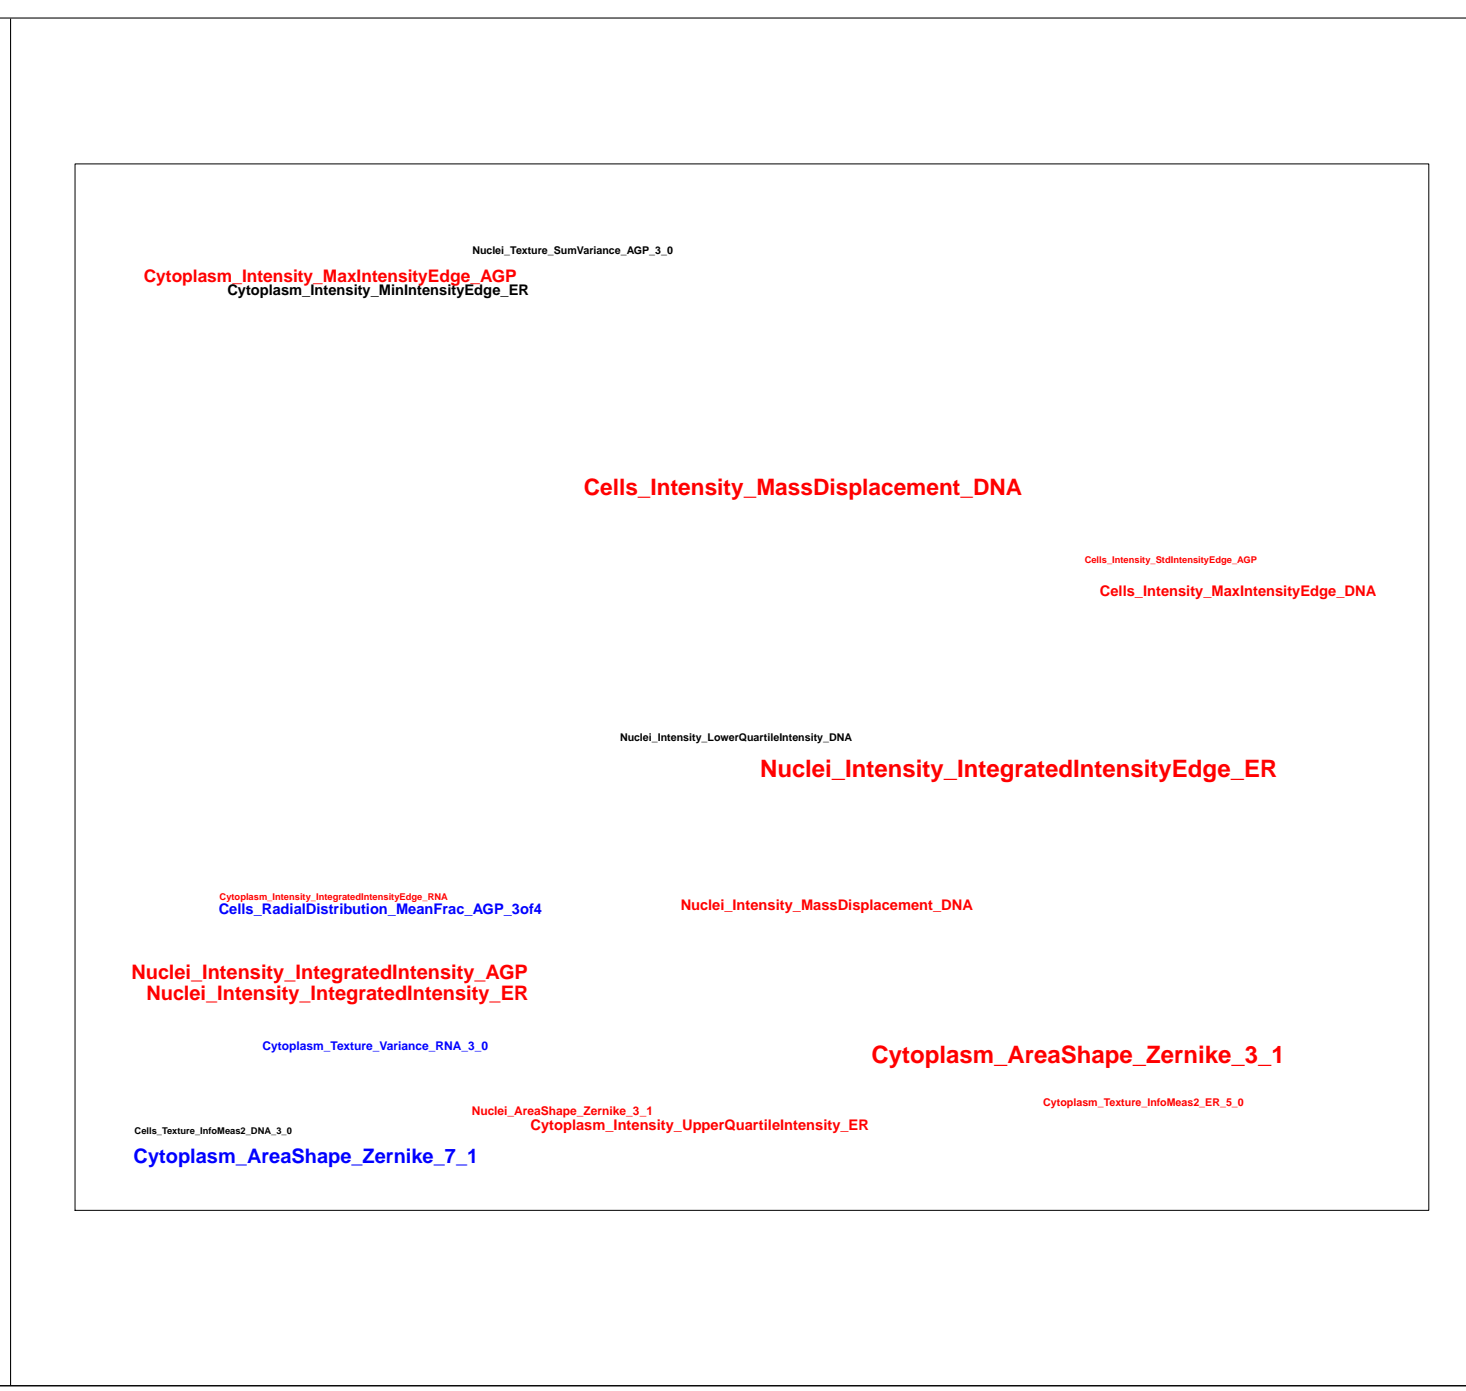 Nuclei_Texture_SumVariance_AGP_3_0
Cytoplasm_Intensity_MaxIntensityEdge_AGP
Cytoplasm_Intensity_MinIntensityEdge_ER
Cells_Intensity_MassDisplacement_DNA
Cells_Intensity_StdIntensityEdge_AGP
Cells_Intensity_MaxIntensityEdge_DNA
Nuclei_Intensity_LowerQuartileIntensity_DNA
Nuclei_Intensity_IntegratedIntensityEdge_ER
Cytoplasm_Intensity_IntegratedIntensityEdge_RNA
Cells_RadialDistribution_MeanFrac_AGP_3of4
Nuclei_Intensity_MassDisplacement_DNA
Nuclei_Intensity_IntegratedIntensity_AGP
Nuclei_Intensity_IntegratedIntensity_ER
Cytoplasm_Texture_Variance_RNA_3_0
Cytoplasm_AreaShape_Zernike_3_1
Cytoplasm_Texture_InfoMeas2_ER_5_0
Nuclei_AreaShape_Zernike_3_1
Cytoplasm_Intensity_UpperQuartileIntensity_ER
Cells_Texture_InfoMeas2_DNA_3_0
Cytoplasm_AreaShape_Zernike_7_1